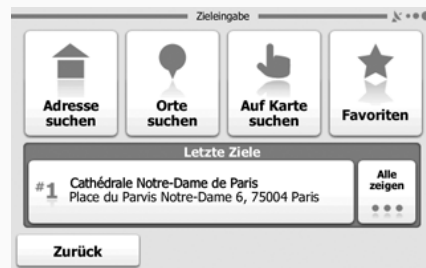 Zieleingabe
Adresse
suchen
Orte
suchen
Auf Karte
suchen
Favoriten
Letzte Ziele
#1
Cathédrale Notre-Dame de Paris
Place du Parvis Notre-Dame 6, 75004 Paris
Alle
zeigen
Zurück